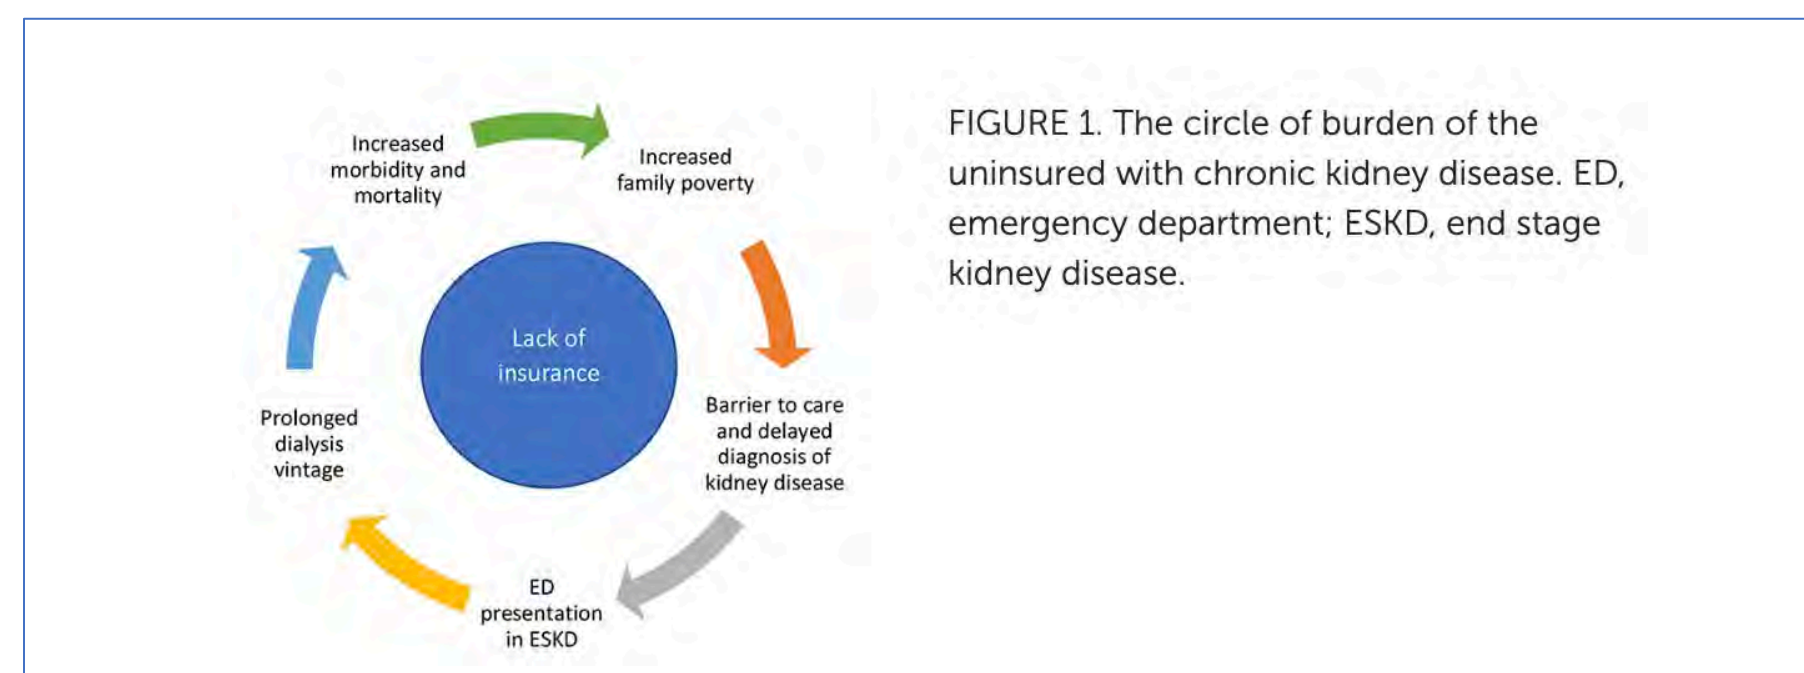 Increased
morbidity and
mortality
Increased
family poverty
Lack of
insurance
Barrier to care
and delayed
diagnosis of
kidney disease
ED
presentation
in ESKD
Prolonged
dialysis
vintage
FIGURE 1. The circle of burden of the
uninsured with chronic kidney disease. ED,
emergency department; ESKD, end stage
kidney disease.